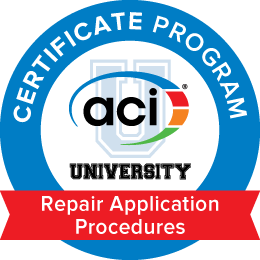 CERTIFICATE PROGRAM
U
aci®
UNIVERSITY
Repair Application
Procedures